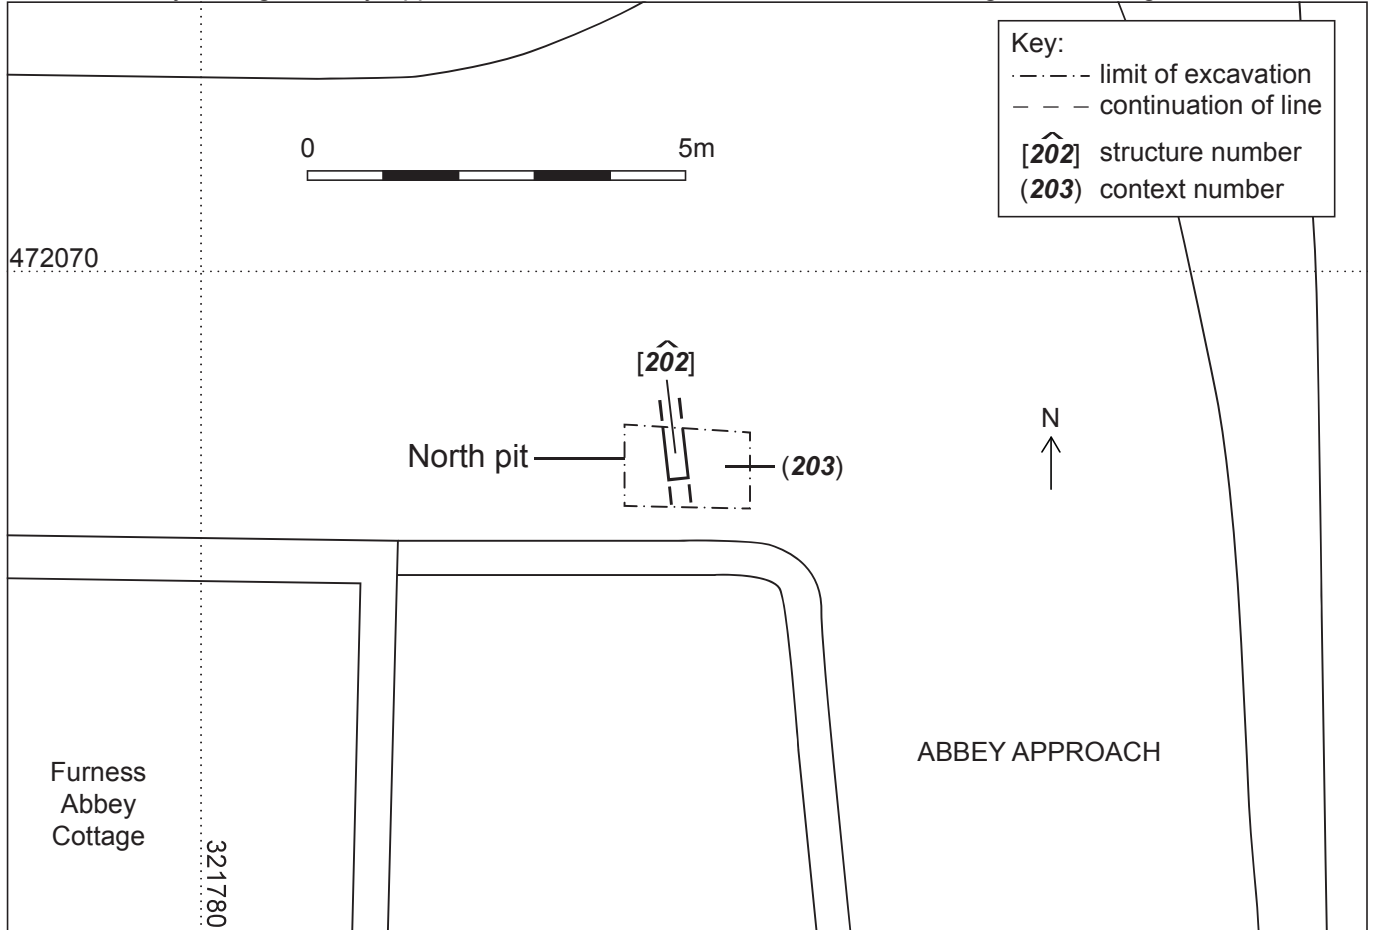 Key:
limit of excavation
continuation of line
[202] structure number
(203) context number
0 5m
472070
[202]
N
North pit
(203)
ABBEY APPROACH
Furness
Abbey
Cottage
321780